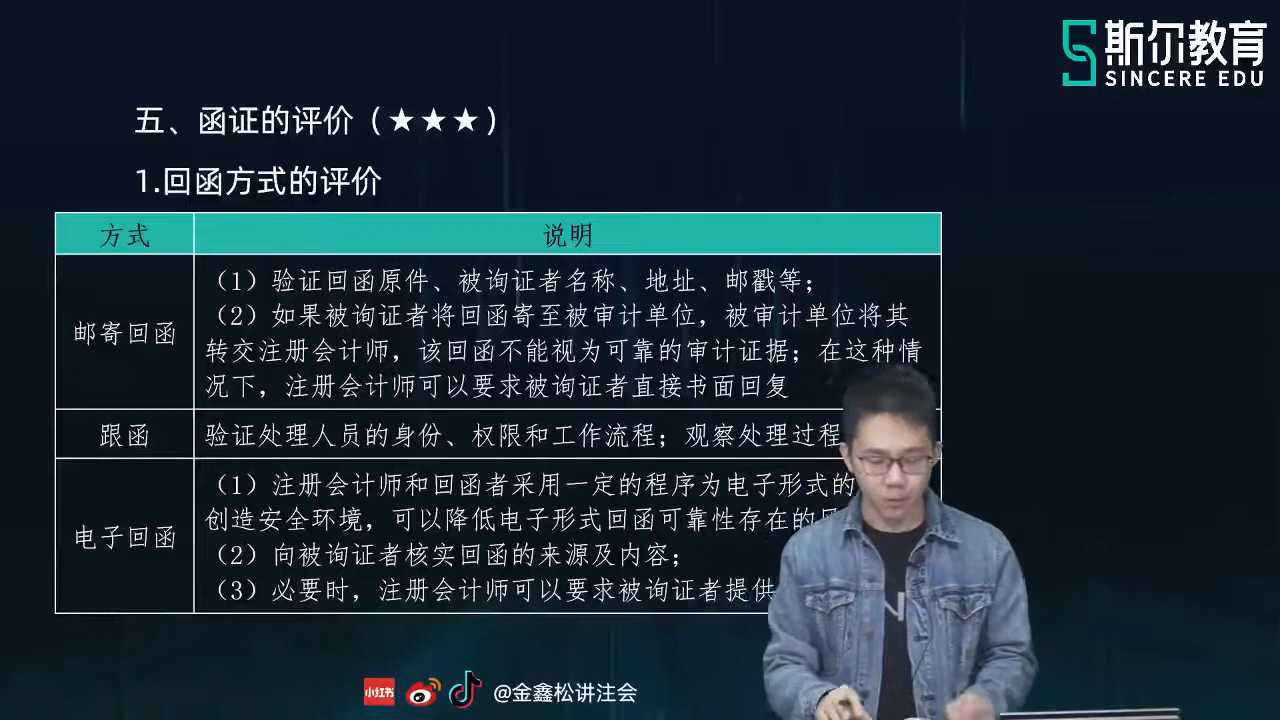 斯尔教育
SINCERE EDU
五、函证的评价（★★★）
1.回函方式的评价
方式
说明
邮寄回函
（1）验证回函原件、被询证者名称、地址、邮戳等；
（2）如果被询证者将回函寄至被审计单位，被审计单位将其
转交注册会计师，该回函不能视为可靠的审计证据；在这种情
况下，注册会计师可以要求被询证者直接书面回复
跟函
验证处理人员的身份、权限和工作流程；观察处理过程
电子回函
（1）注册会计师和回函者采用一定的程序为电子形式的
创造安全环境，可以降低电子形式回函可靠性存在的
（2）向被询证者核实回函的来源及内容；
（3）必要时，注册会计师可以要求被询证者提供
小红书
@金鑫松讲注会